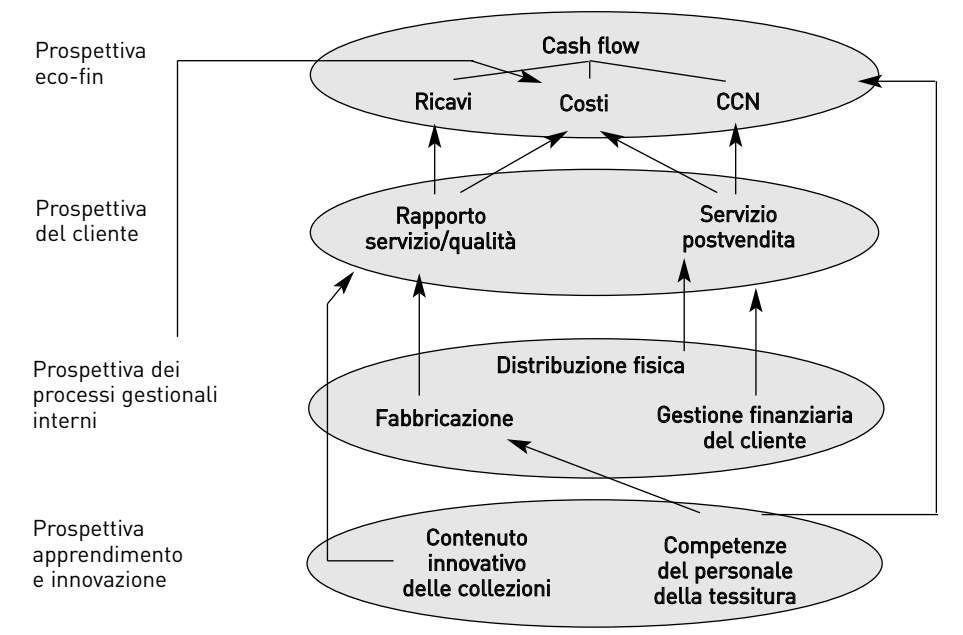 Prospettiva
eco-fin
Cash flow
Ricavi
Costi
CCN
Prospettiva
del cliente
Rapporto
servizio/qualità
Servizio
postvendita
Prospettiva dei
processi gestionali
interni
Distribuzione fisica
Fabbricazione
Gestione finanziaria
del cliente
Prospettiva
apprendimento
e innovazione
Contenuto
innovativo
delle collezioni
Competenze
del personale
della tessitura